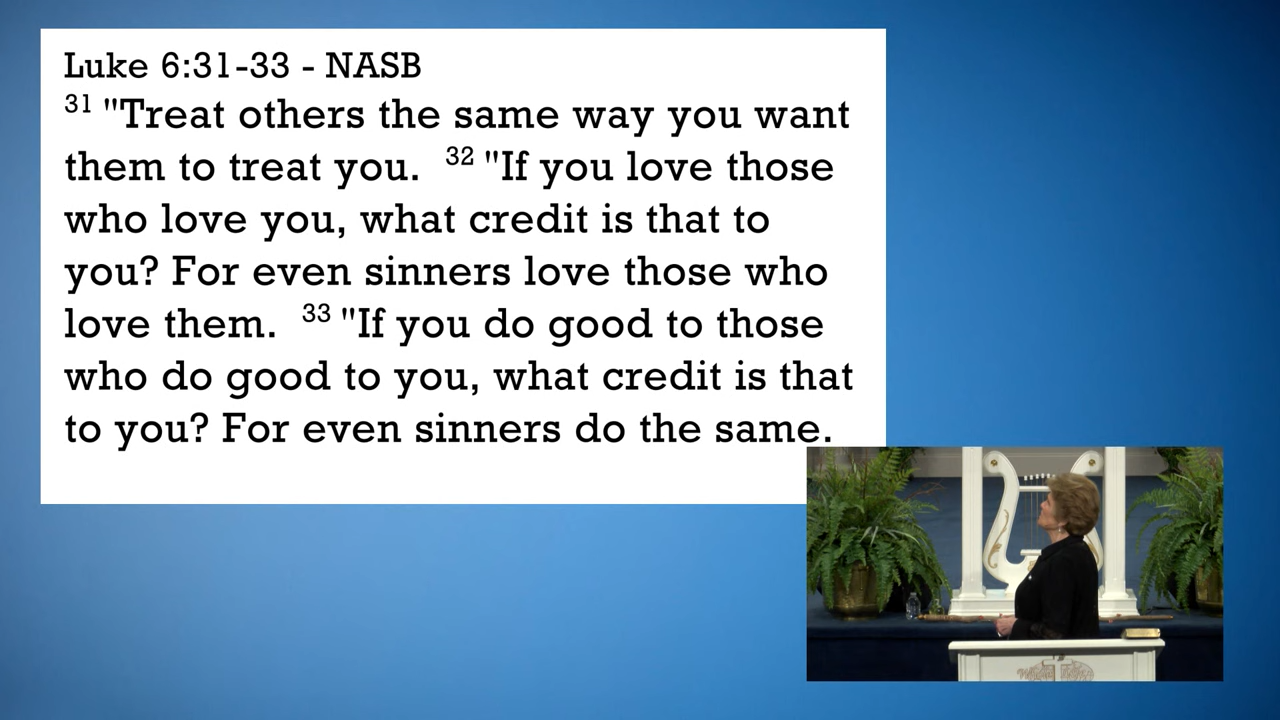 Luke 6:31-33 - NASB
31 "Treat others the same way you want
them to treat you. 32 "If you love those
who love you, what credit is that to
you? For even sinners love those who
love them. 33 "If you do good to those
who do good to you, what credit is that
to you? For even sinners do the same.